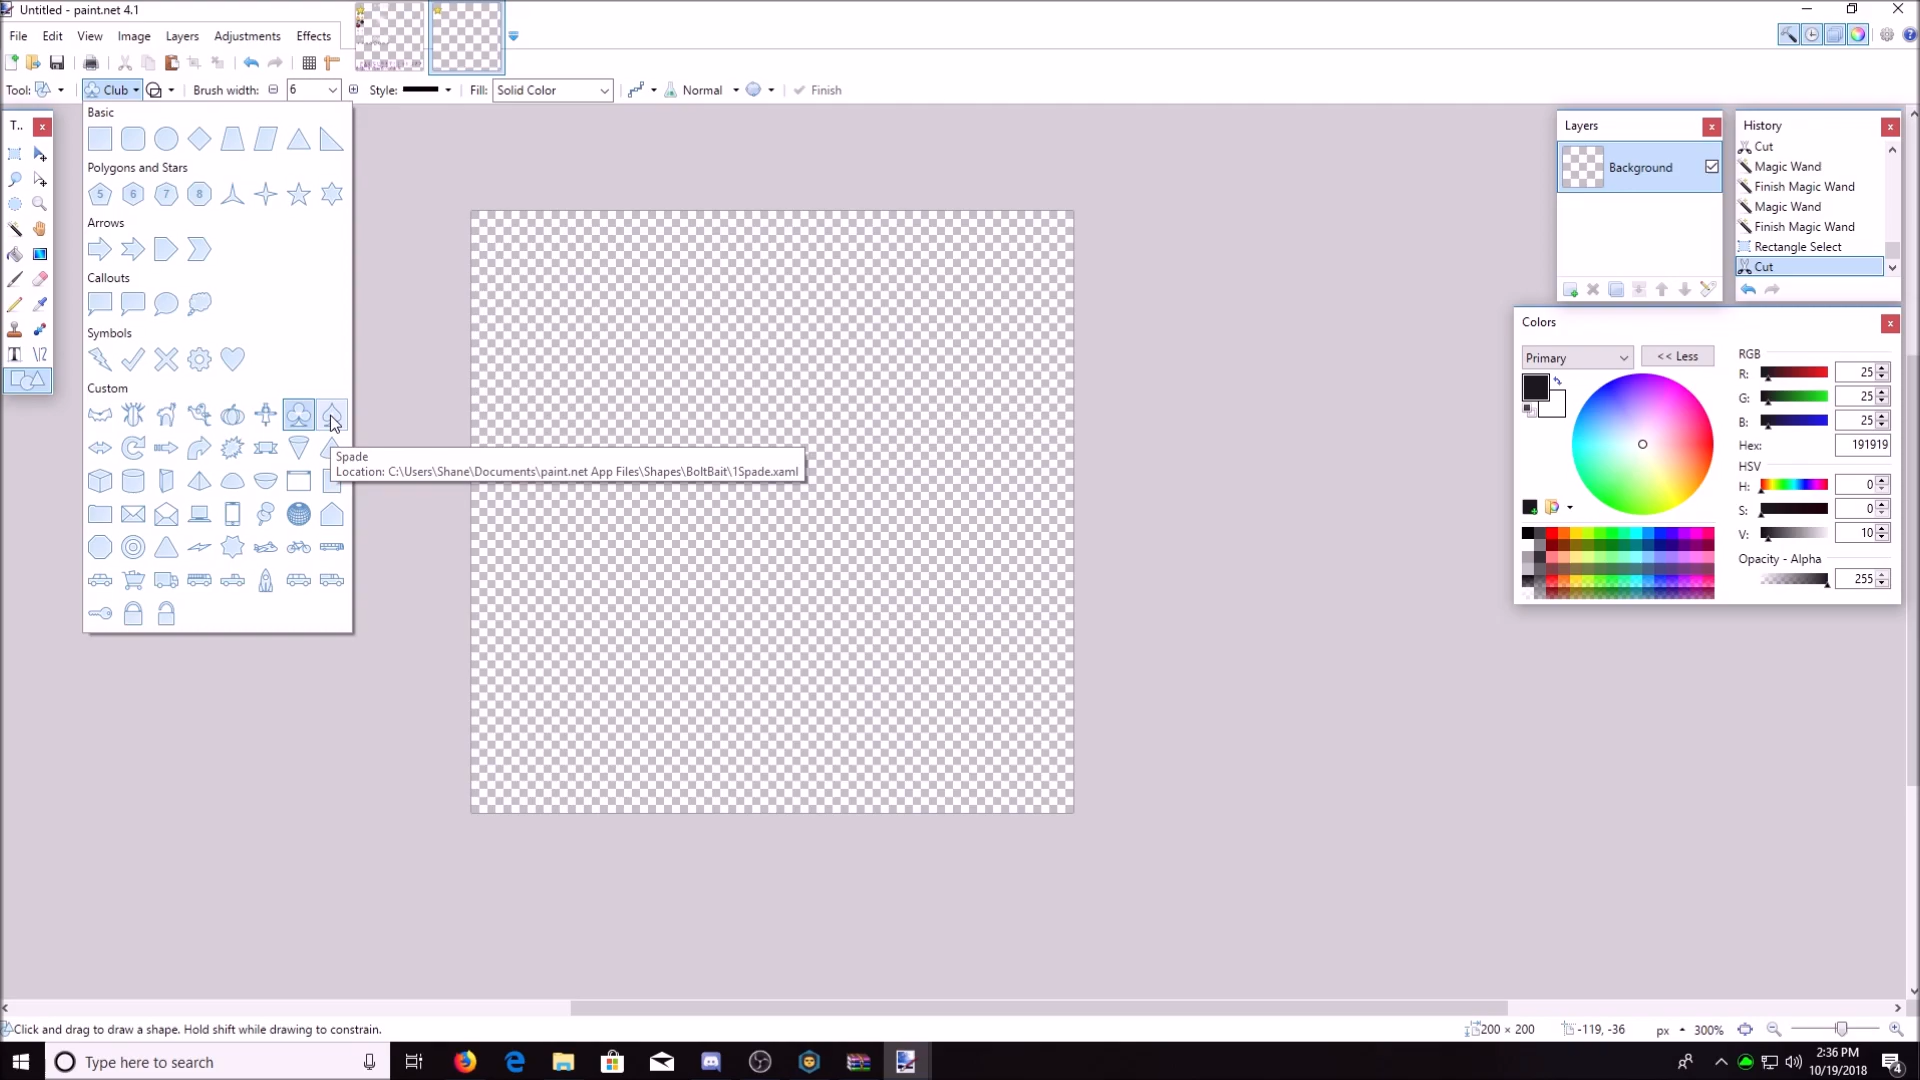 Untitled - paint.net 4.1
File Edit View Image Layers Adjustments Effects
Tool: Club Brush width: 6 Style: Fill: Solid Color Normal Finish
Basic
Polygons and Stars
5 6 7 8
Arrows
Callouts
Symbols
Custom
Spade
Location: C:\Users\Shane\Documents\paint.net App Files\Shapes\BoltBait\1Spade.xaml
T..
Layers
Background
History
Cut
Magic Wand
Finish Magic Wand
Magic Wand
Finish Magic Wand
Rectangle Select
Cut
Colors
Primary
<< Less
RGB
R: 25
G: 25
B: 25
Hex: 191919
HSV
H: 0
S: 0
V: 10
Opacity - Alpha
255
Click and drag to draw a shape. Hold shift while drawing to constrain.
200 × 200
-119, -36
px
300%
Type here to search
2:36 PM
10/19/2018
4